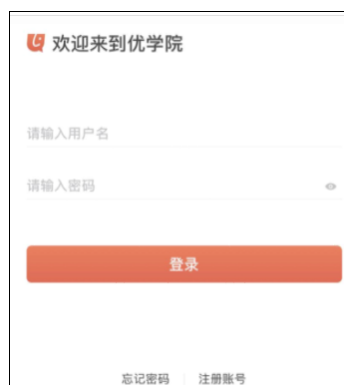 欢迎来到优学院
请输入用户名
请输入密码
登录
忘记密码 注册账号